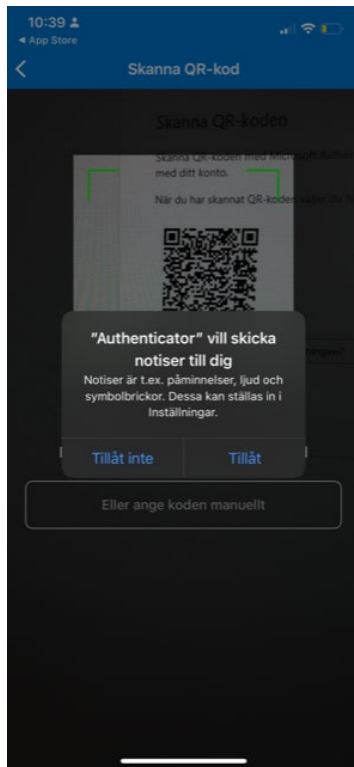 10:39
◀ App Store
Skanna QR-kod
Skanna QR-koden
Skanna QR-koden med Microsoft
med ditt konto.
När du har skannat QR-koden väljer du
"Authenticator" vill skicka
notiser till dig
Notiser är t.ex. påminnelser, ljud och
symbolbrickor. Dessa kan ställas in i
Inställningar.
Tillåt inte
Tillåt
Eller ange koden manuellt